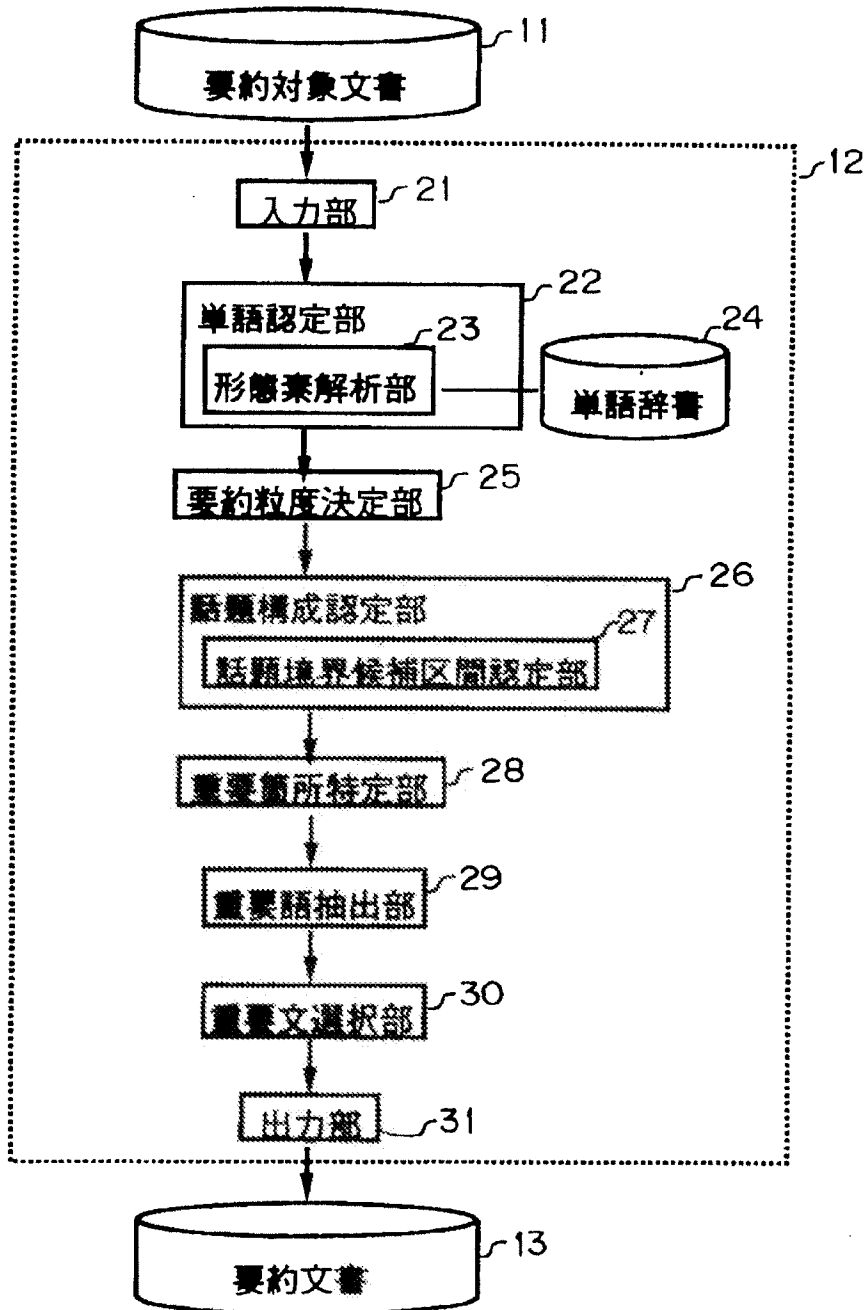 11
要約対象文書
12
入力部
21
22
単語認定部
23
24
形態素解析部
単語辞書
要約粒度決定部
25
26
話題構成認定部
27
話題境界候補区間認定部
重要箇所特定部
28
重要語抽出部
29
重要文選択部
30
出力部
31
13
要約文書